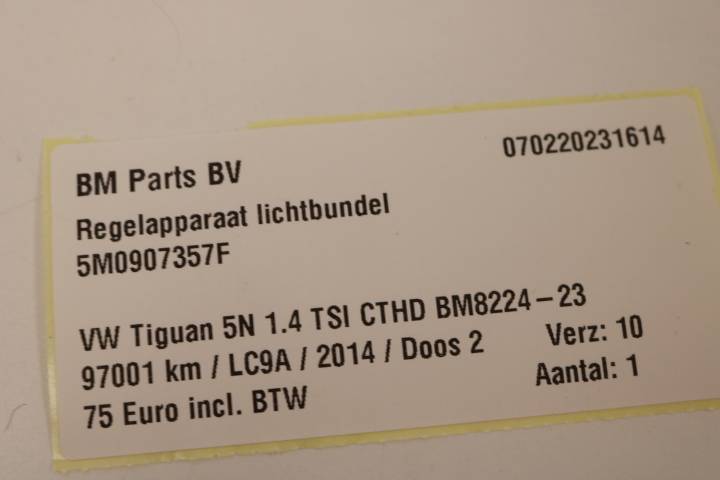 BM Parts BV 070220231614
Regelapparaat lichtbundel
5M0907357F
VW Tiguan 5N 1.4 TSI CTHD BM8224-23
97001 km / LC9A / 2014 / Doos 2 Verz: 10
75 Euro incl. BTW Aantal: 1